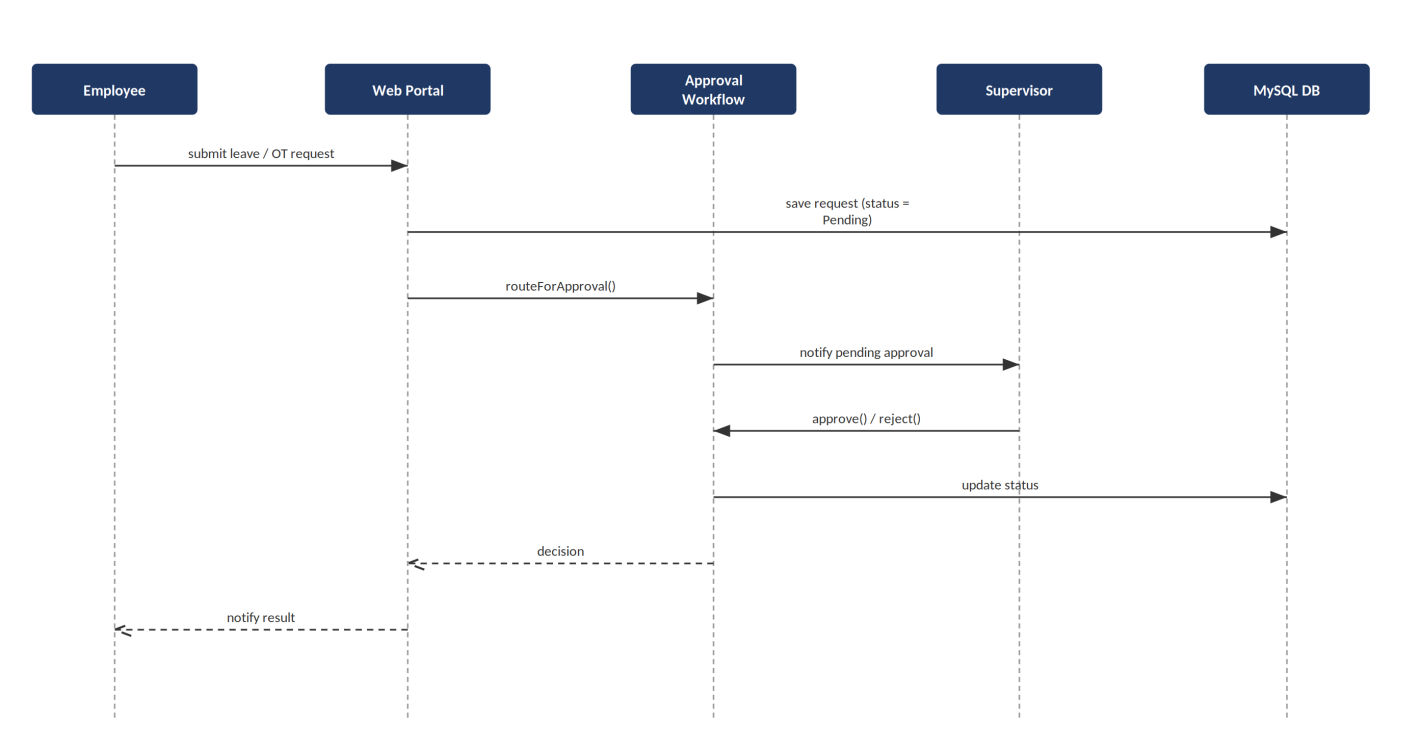 Employee
Web Portal
Approval
Workflow
Supervisor
MySQL DB
submit leave / OT request
save request (status =
Pending)
routeForApproval()
notify pending approval
approve() / reject()
update status
decision
notify result